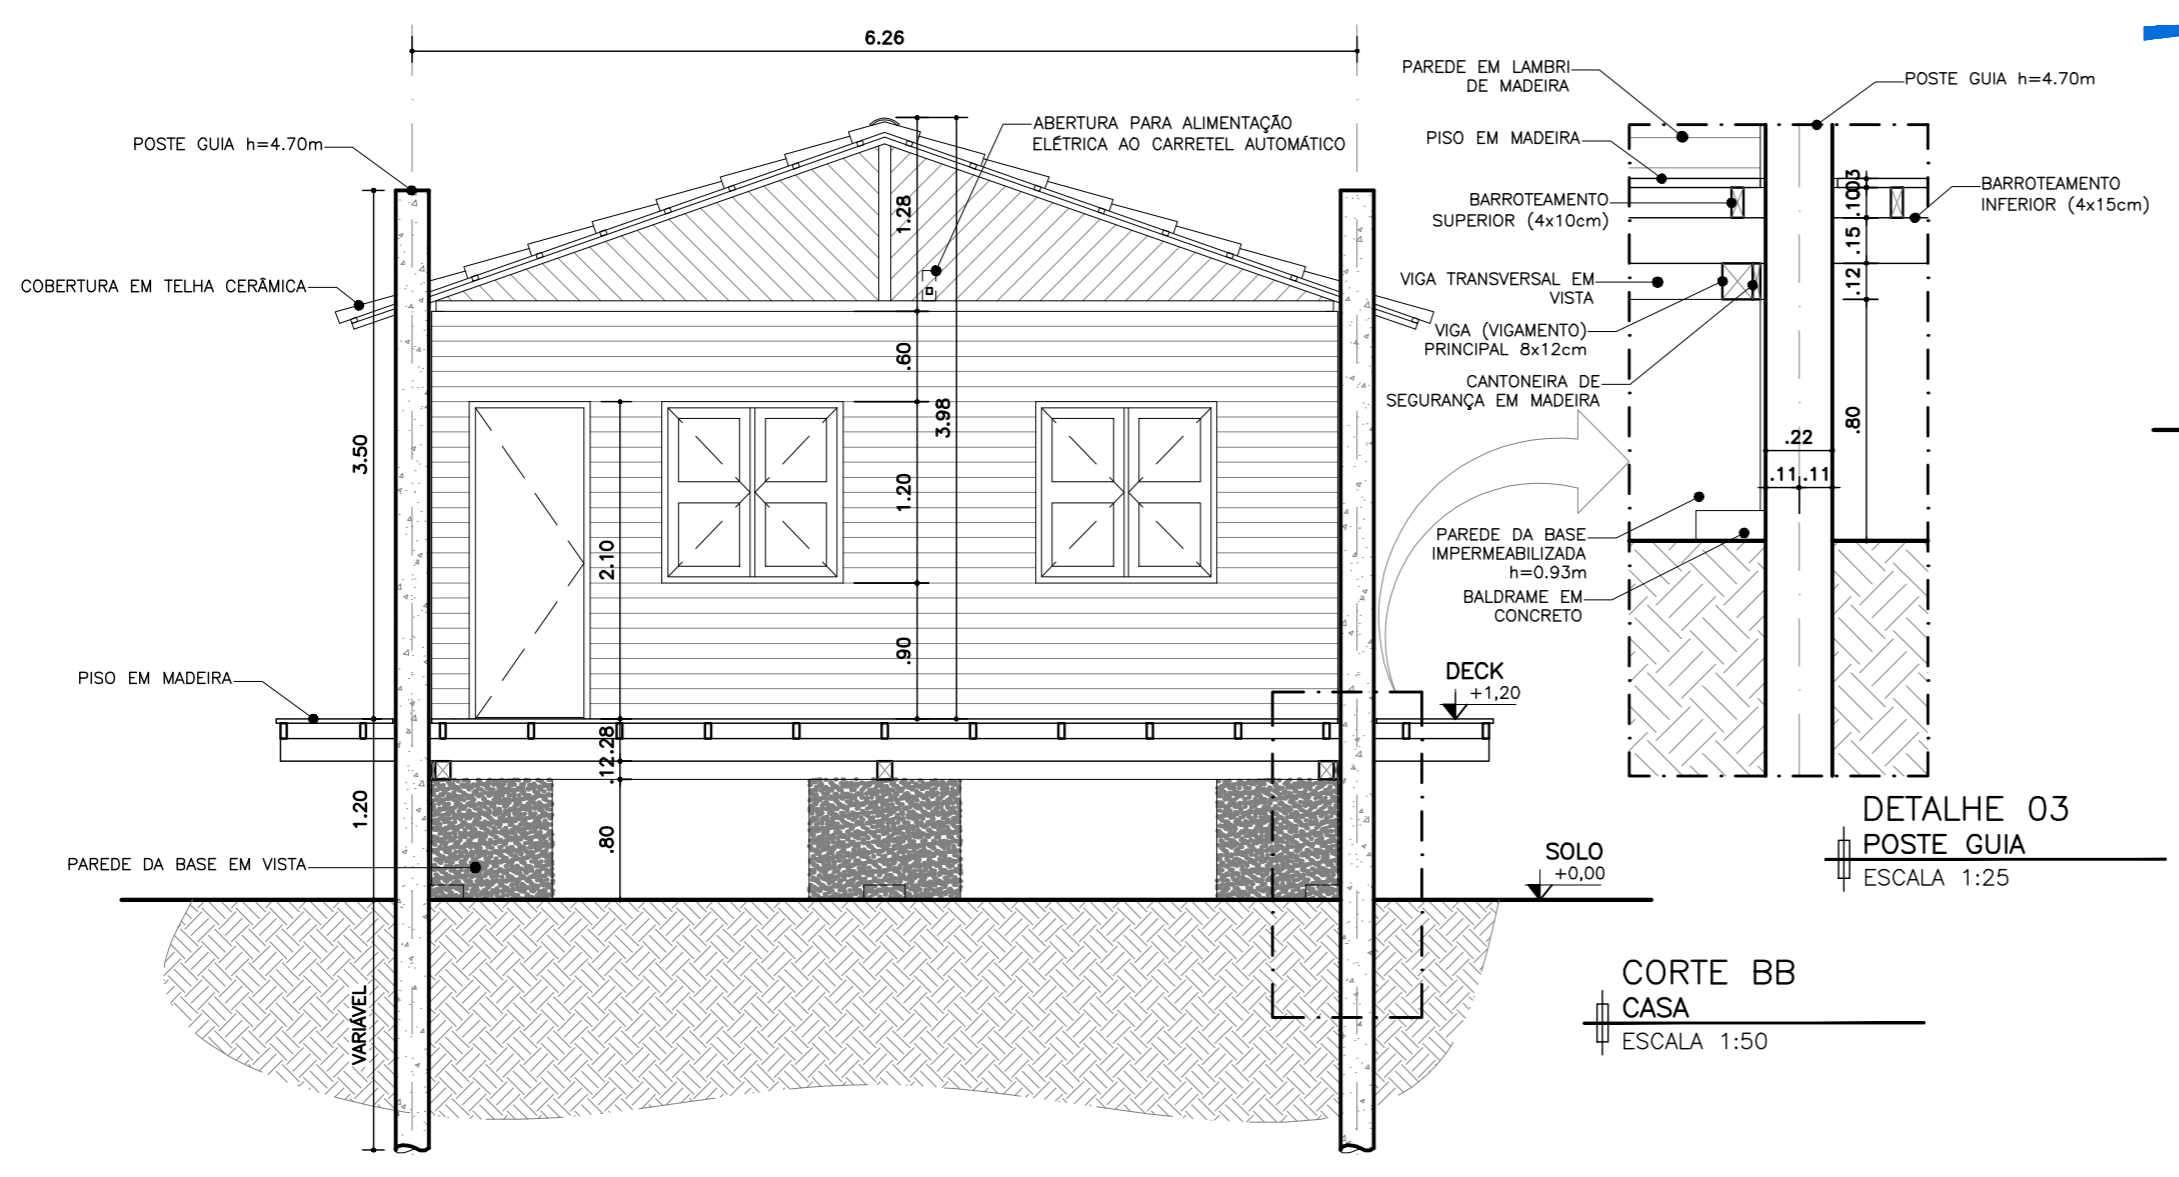 6.26
POSTE GUIA h=4.70m
ABERTURA PARA ALIMENTAÇÃO
ELÉTRICA AO CARRETEL AUTOMÁTICO
COBERTURA EM TELHA CERÂMICA
1.28
.60
3.98
1.20
.90
3.50
2.10
PISO EM MADEIRA
.28
.12
.80
1.20
PAREDE DA BASE EM VISTA
VARIÁVEL
DECK
+1,20
SOLO
+0,00
CORTE BB
CASA
ESCALA 1:50
PAREDE EM LAMBRI
DE MADEIRA
PISO EM MADEIRA
BARROTEAMENTO
SUPERIOR (4x10cm)
VIGA TRANSVERSAL EM
VISTA
VIGA (VIGAMENTO)
PRINCIPAL 8x12cm
CANTONEIRA DE
SEGURANÇA EM MADEIRA
PAREDE DA BASE
IMPERMEABILIZADA
h=0.93m
BALDRAME EM
CONCRETO
POSTE GUIA h=4.70m
BARROTEAMENTO
INFERIOR (4x15cm)
.03
.10
.15
.12
.80
.22
.11 .11
DETALHE 03
POSTE GUIA
ESCALA 1:25